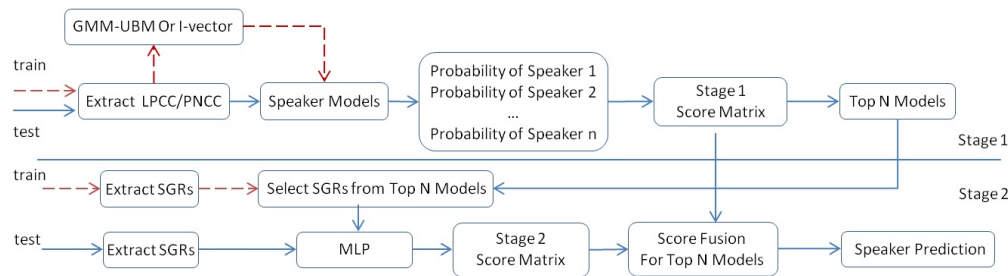 GMM-UBM Or I-vector
train
Extract LPCC/PNCC
test
Speaker Models
Probability of Speaker 1
Probability of Speaker 2
...
Probability of Speaker n
Stage 1
Score Matrix
Top N Models
Stage 1
train
Extract SGRs
Select SGRs from Top N Models
Stage 2
test
Extract SGRs
MLP
Stage 2
Score Matrix
Score Fusion
For Top N Models
Speaker Prediction